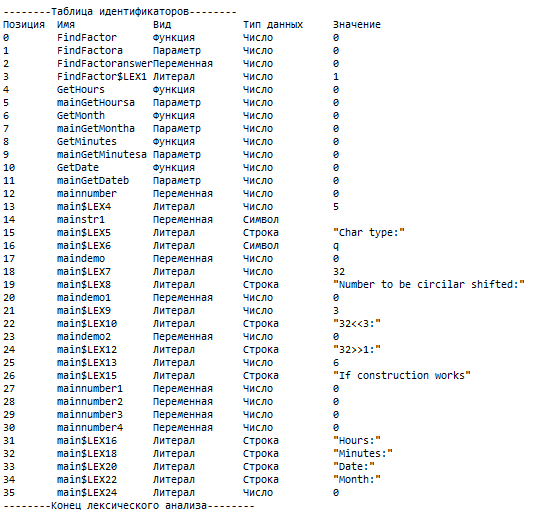 --------Таблица идентификаторов--------
Позиция Имя Вид Тип данных Значение
0 FindFactor Функция Число 0
1 FindFactora Параметр Число 0
2 FindFactoranswerПеременная Число 0
3 FindFactor$LEX1 Литерал Число 1
4 GetHours Функция Число 0
5 mainGetHoursa Параметр Число 0
6 GetMonth Функция Число 0
7 mainGetMontha Параметр Число 0
8 GetMinutes Функция Число 0
9 mainGetMinutesa Параметр Число 0
10 GetDate Функция Число 0
11 mainGetDateb Параметр Число 0
12 mainnumber Переменная Число 0
13 main$LEX4 Литерал Число 5
14 mainstr1 Переменная Символ
15 main$LEX5 Литерал Строка "Char type:"
16 main$LEX6 Литерал Символ q
17 maindemo Переменная Число 0
18 main$LEX7 Литерал Число 32
19 main$LEX8 Литерал Строка "Number to be circilar shifted:"
20 maindemo1 Переменная Число 0
21 main$LEX9 Литерал Число 3
22 main$LEX10 Литерал Строка "32<<3:"
23 maindemo2 Переменная Число 0
24 main$LEX12 Литерал Строка "32>>1:"
25 main$LEX13 Литерал Число 6
26 main$LEX15 Литерал Строка "If construction works"
27 mainnumber1 Переменная Число 0
28 mainnumber2 Переменная Число 0
29 mainnumber3 Переменная Число 0
30 mainnumber4 Переменная Число 0
31 main$LEX16 Литерал Строка "Hours:"
32 main$LEX18 Литерал Строка "Minutes:"
33 main$LEX20 Литерал Строка "Date:"
34 main$LEX22 Литерал Строка "Month:"
35 main$LEX24 Литерал Число 0
--------Конец лексического анализа--------